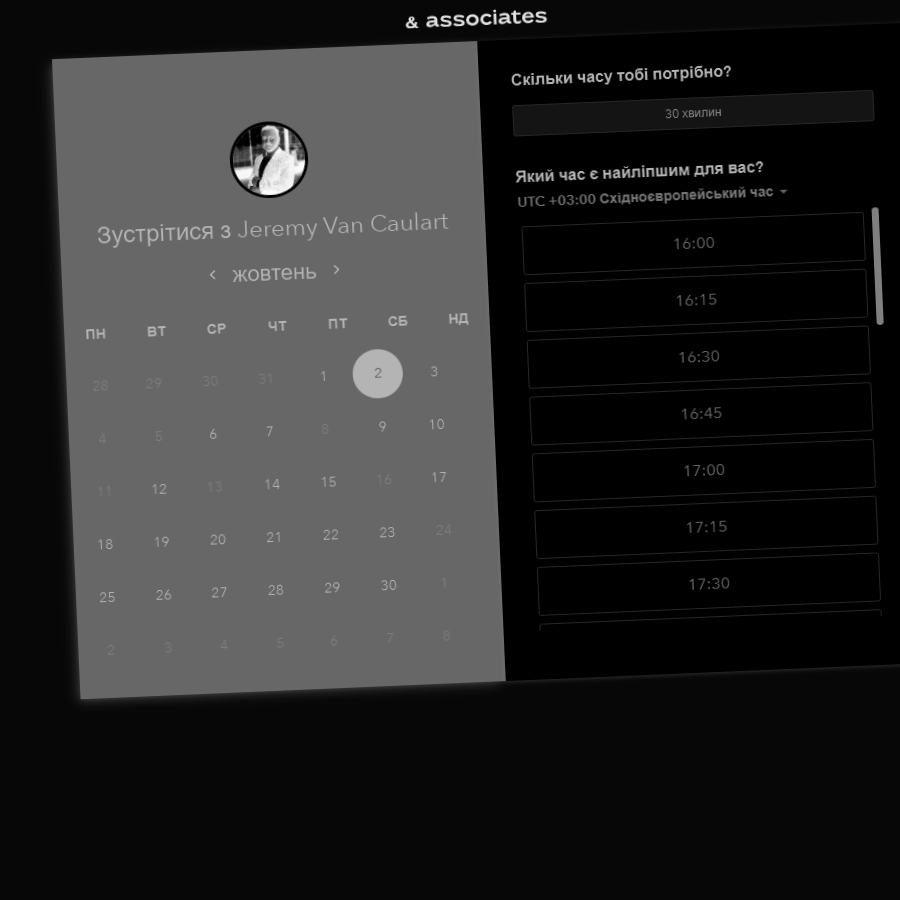 & associates
Зустрітися з Jeremy Van Caulart
‹ жовтень ›
ПН ВТ СР ЧТ ПТ СБ НД
28 29 30 31 1 2 3
4 5 6 7 8 9 10
11 12 13 14 15 16 17
18 19 20 21 22 23 24
25 26 27 28 29 30 1
2 3 4 5 6 7 8
Скільки часу тобі потрібно?
30 хвилин
Який час є найліпшим для вас?
UTC +03:00 Східноєвропейський час
16:00
16:15
16:30
16:45
17:00
17:15
17:30